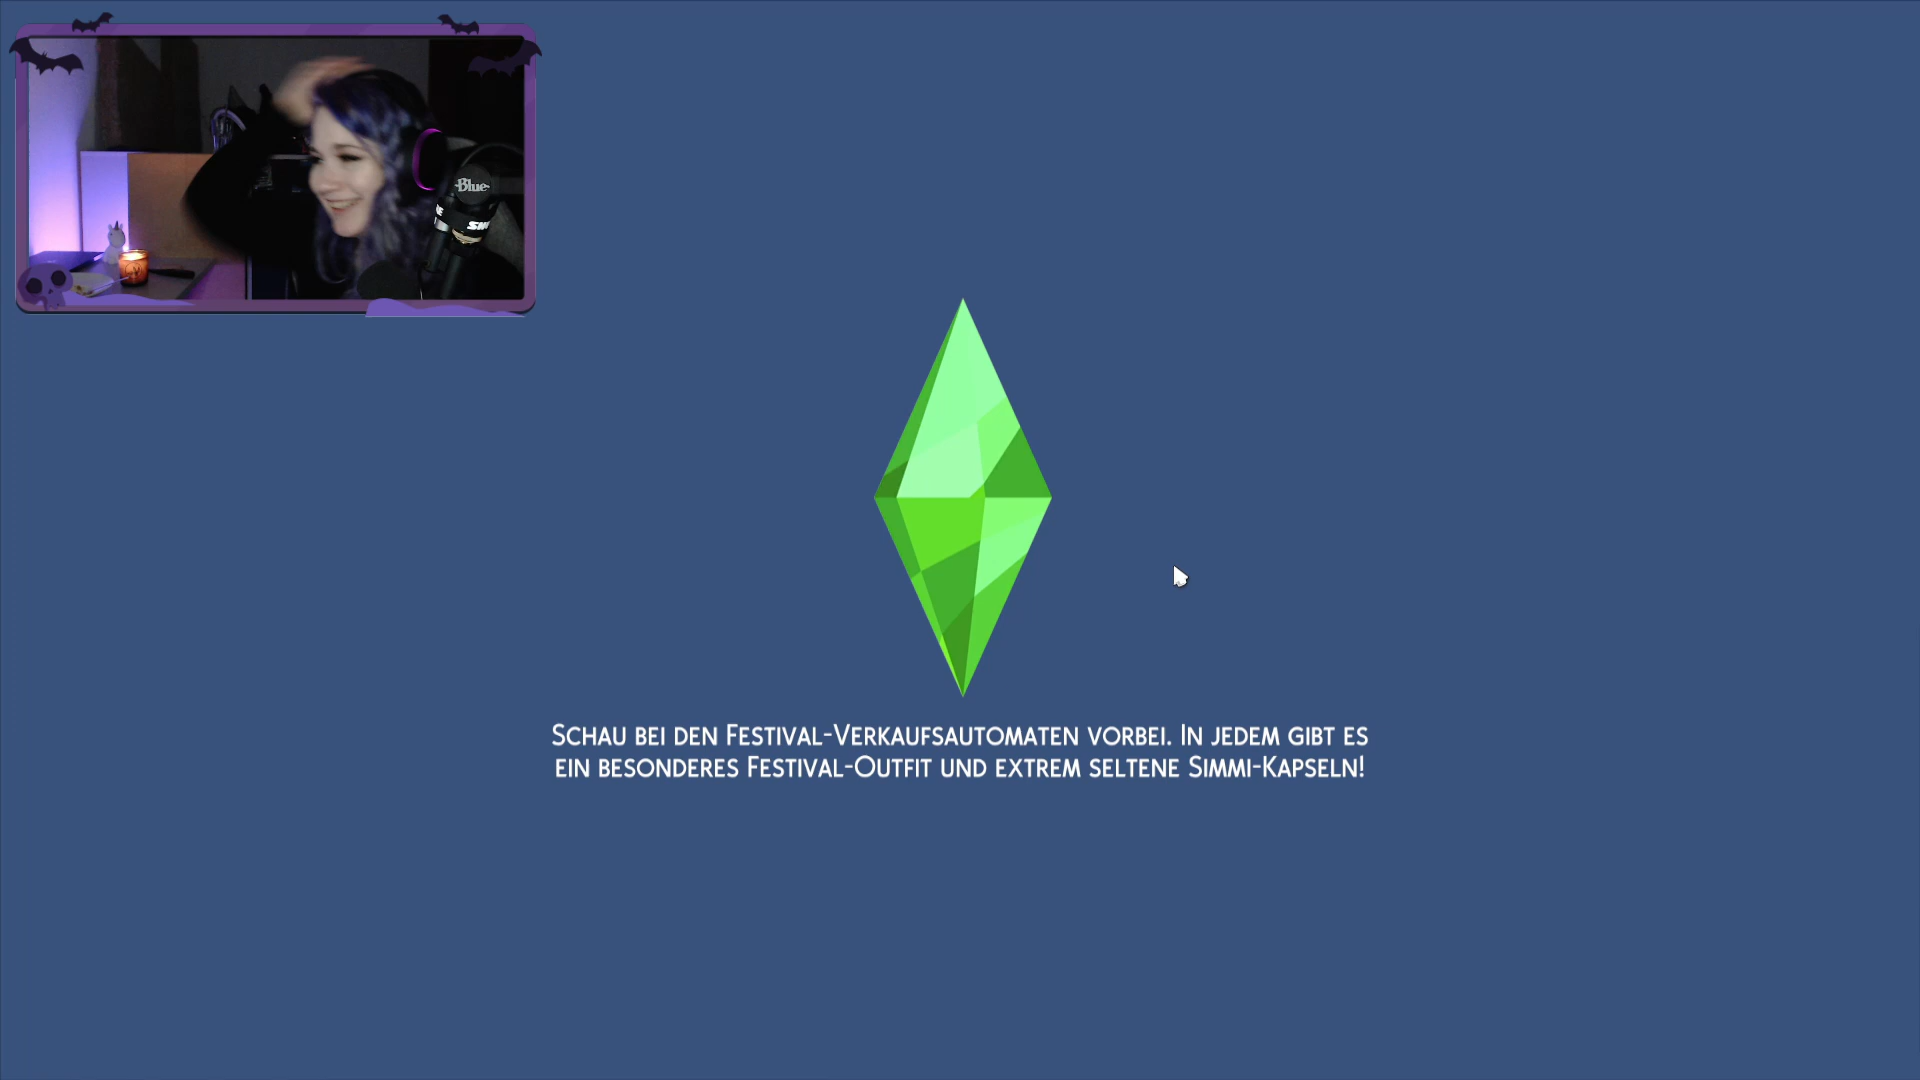 Blue
SCHAU BEI DEN FESTIVAL-VERKAUFSAUTOMATEN VORBEI. IN JEDEM GIBT ES
EIN BESONDERES FESTIVAL-OUTFIT UND EXTREM SELTENE SIMMI-KAPSELN!